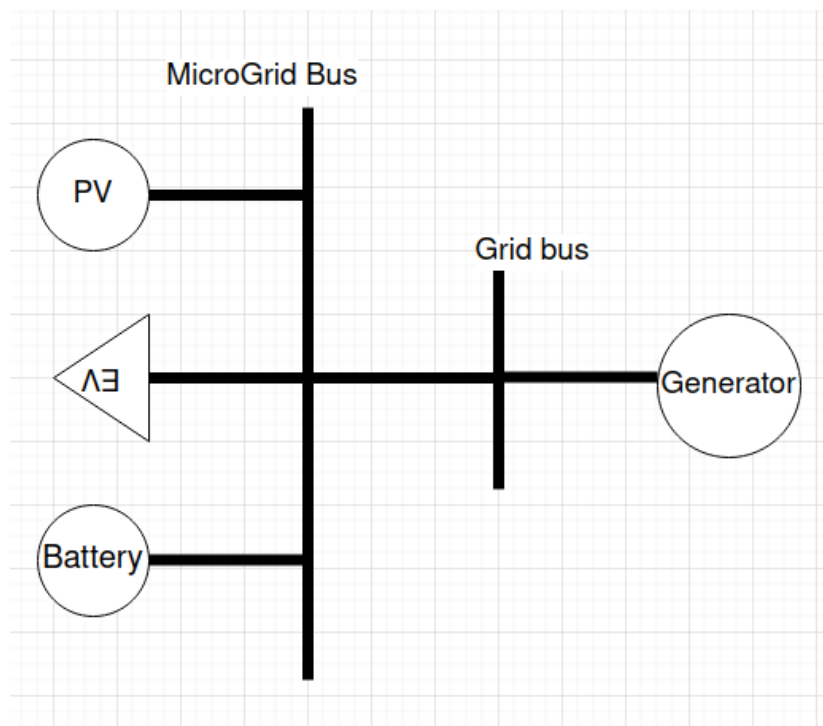 MicroGrid Bus
PV
Grid bus
EV
Generator
Battery